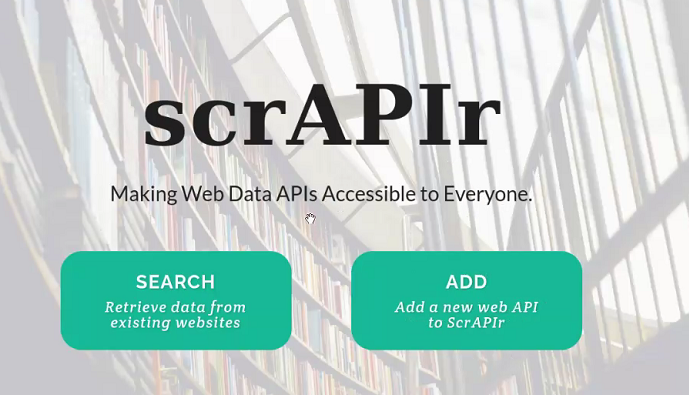 scrAPIr
Making Web Data APIs Accessible to Everyone.
SEARCH
Retrieve data from
existing websites
ADD
Add a new web API
to ScrAPIr